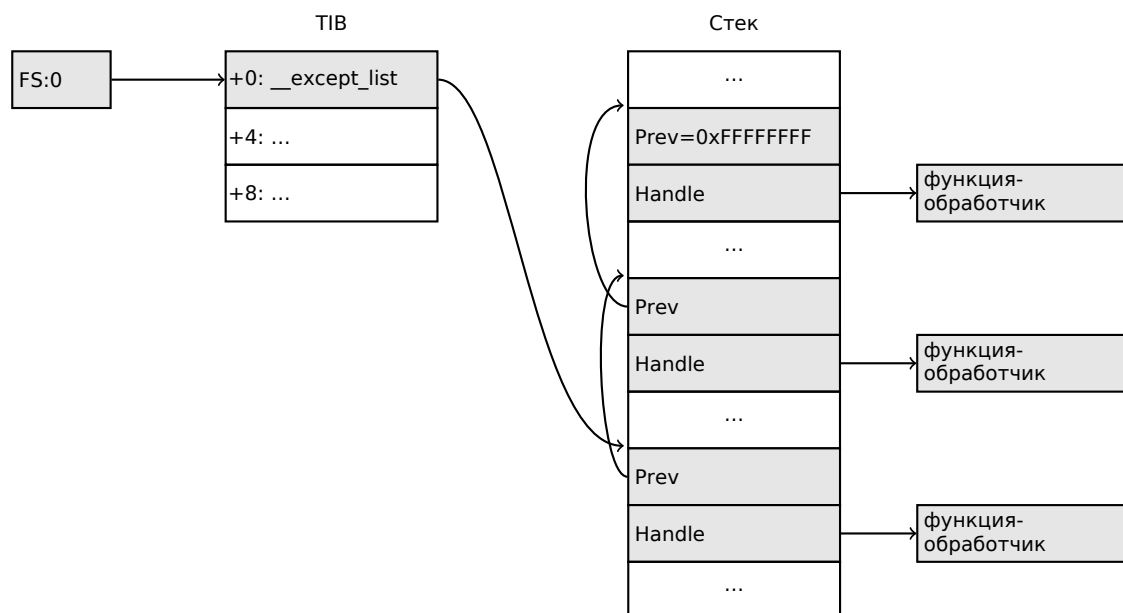 TIB
Стек
FS:0
+0: __except_list
+4: ...
+8: ...
...
Prev=0xFFFFFFFF
Handle
функция-
обработчик
...
Prev
Handle
функция-
обработчик
...
Prev
Handle
функция-
обработчик
...